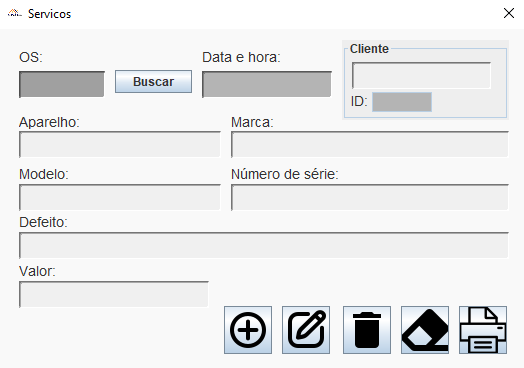 Servicos
OS:
Buscar
Data e hora:
Cliente
ID:
Aparelho:
Marca:
Modelo:
Número de série:
Defeito:
Valor: